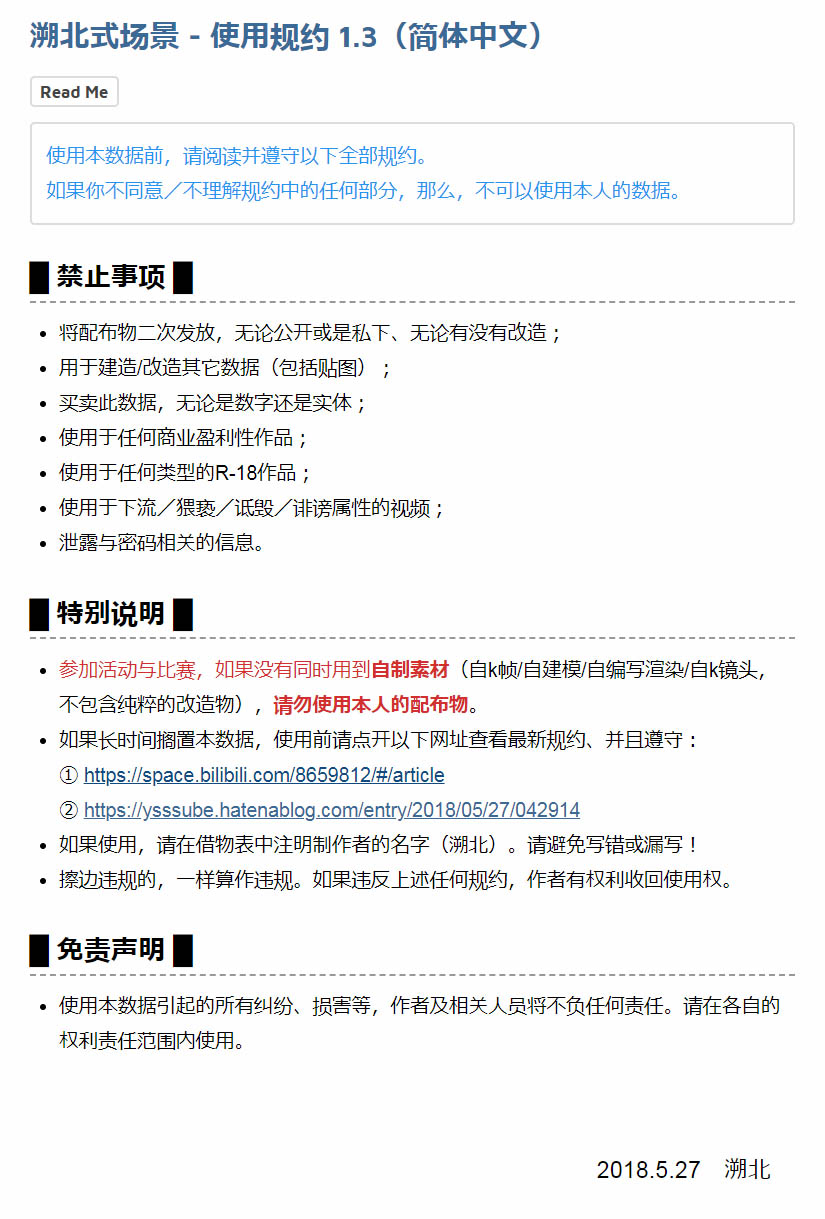 溯北式场景 - 使用规约 1.3（简体中文）
Read Me
使用本数据前，请阅读并遵守以下全部规约。
如果你不同意／不理解规约中的任何部分，那么，不可以使用本人的数据。
█ 禁止事项 █
• 将配布物二次发放，无论公开或是私下、无论有没有改造；
• 用于建造/改造其它数据（包括贴图）；
• 买卖此数据，无论是数字还是实体；
• 使用于任何商业盈利性作品；
• 使用于任何类型的R-18作品；
• 使用于下流／猥亵／诋毁／诽谤属性的视频；
• 泄露与密码相关的信息。
█ 特别说明 █
• 参加活动与比赛，如果没有同时用到自制素材（自k帧/自建模/自编写渲染/自k镜头，
不包含纯粹的改造物），请勿使用本人的配布物。
• 如果长时间搁置本数据，使用前请点开以下网址查看最新规约、并且遵守：
① https://space.bilibili.com/8659812/#/article
② https://ysssube.hatenablog.com/entry/2018/05/27/042914
• 如果使用，请在借物表中注明制作者的名字（溯北）。请避免写错或漏写！
• 擦边违规的，一样算作违规。如果违反上述任何规约，作者有权利收回使用权。
█ 免责声明 █
• 使用本数据引起的所有纠纷、损害等，作者及相关人员将不负任何责任。请在各自的
权利责任范围内使用。
2018.5.27 溯北